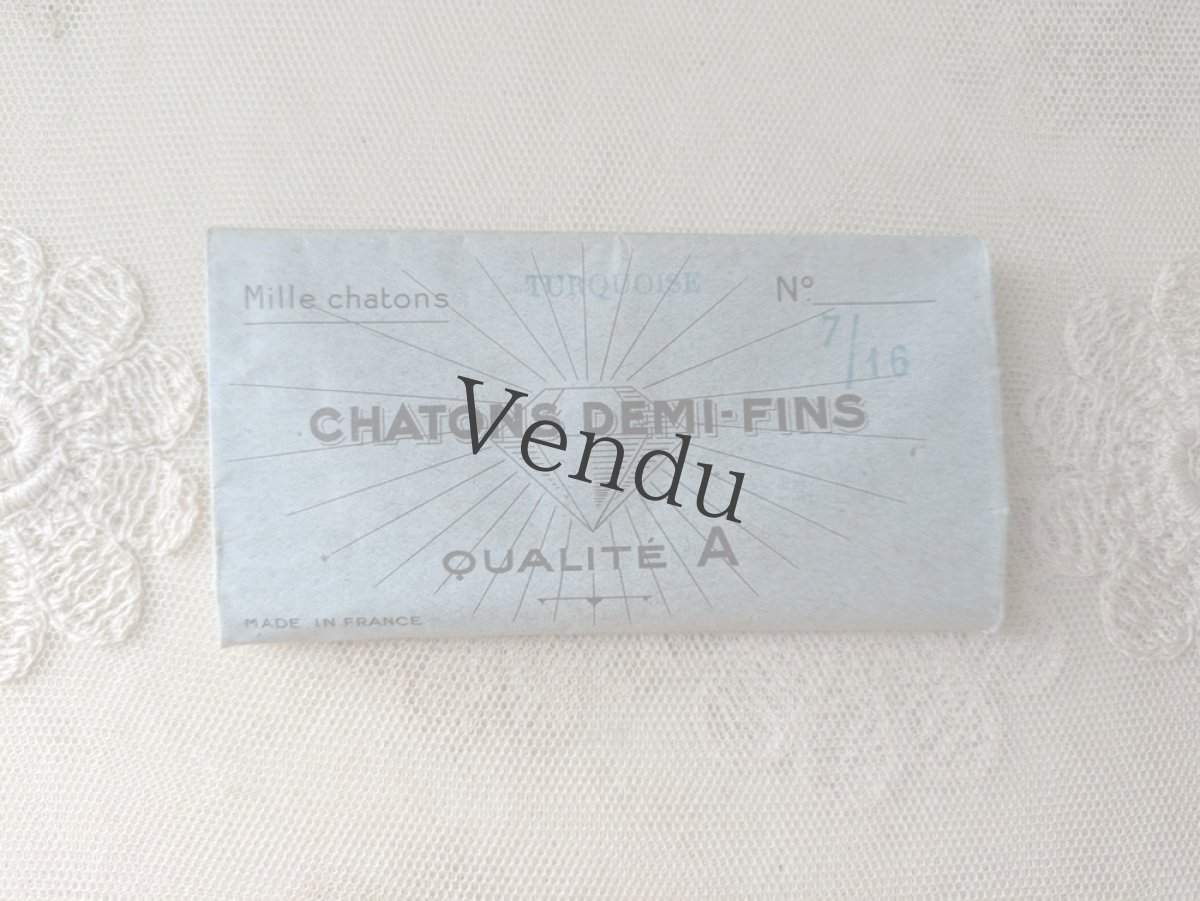 Mille chatons
TURQUOISE
N°
7/16
CHATONS DEMI-FINS
Vendu
QUALITÉ A
MADE IN FRANCE